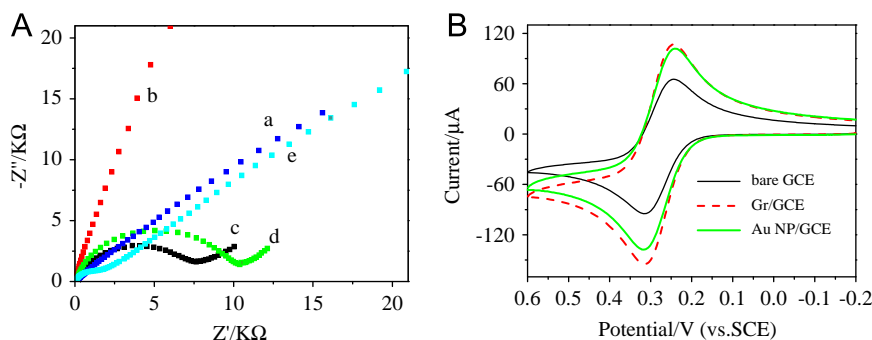 A
20
15
10
5
0
-Z''/KΩ
0
5
10
15
20
Z'/KΩ
a
b
c
d
e
B
120
60
0
-60
-120
Current/μA
0.6
0.5
0.4
0.3
0.2
0.1
0.0
-0.1
-0.2
Potential/V (vs.SCE)
bare GCE
Gr/GCE
Au NP/GCE